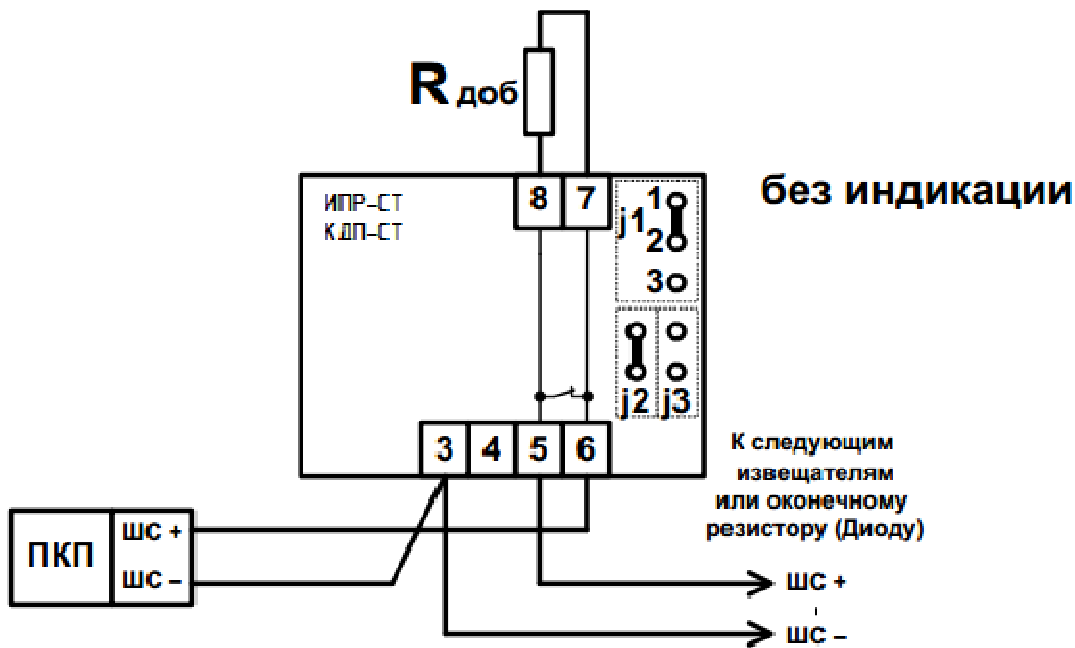 R доб
без индикации
ИПР-СТ
КДП-СТ
8 7
1
j1
2
3
j2 j3
3 4 5 6
К следующим
извещателям
или оконечному
резистору (Диоду)
ПКП
ШС +
ШС –
ШС +
ШС –